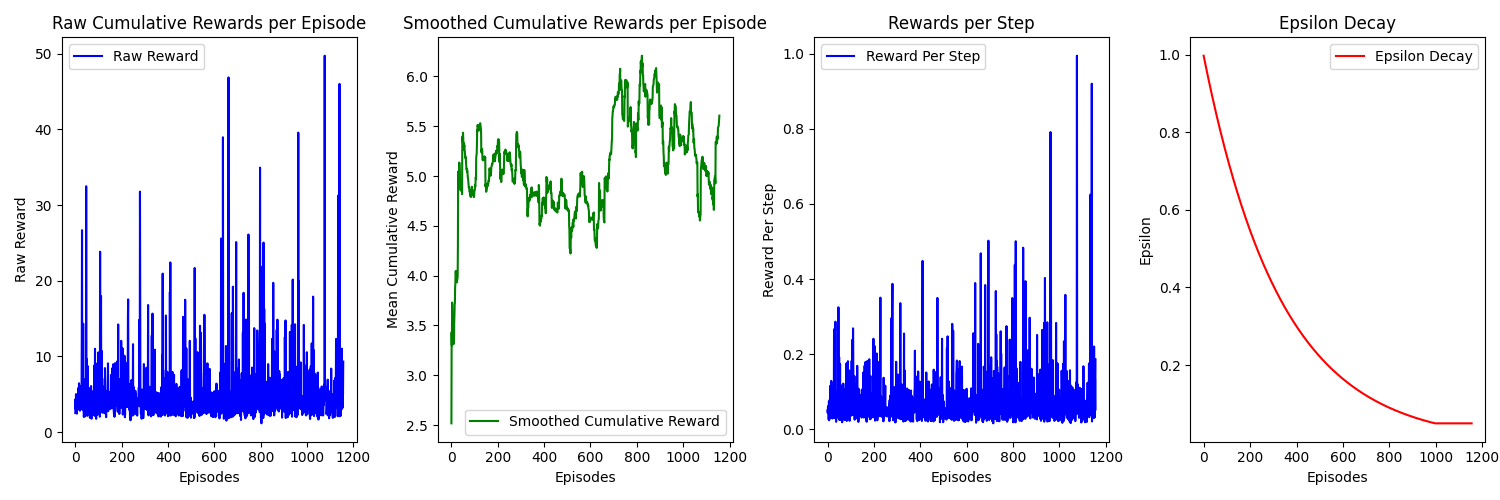 Raw Cumulative Rewards per Episode
Raw Reward
50
40
30
20
10
0
Raw Reward
0 200 400 600 800 1000 1200
Episodes
Smoothed Cumulative Rewards per Episode
6.0
5.5
5.0
4.5
4.0
3.5
3.0
2.5
Mean Cumulative Reward
Smoothed Cumulative Reward
0 200 400 600 800 1000 1200
Episodes
Rewards per Step
Reward Per Step
1.0
0.8
0.6
0.4
0.2
0.0
Reward Per Step
0 200 400 600 800 1000 1200
Episodes
Epsilon Decay
Epsilon Decay
1.0
0.8
0.6
0.4
0.2
Epsilon
0 200 400 600 800 1000 1200
Episodes